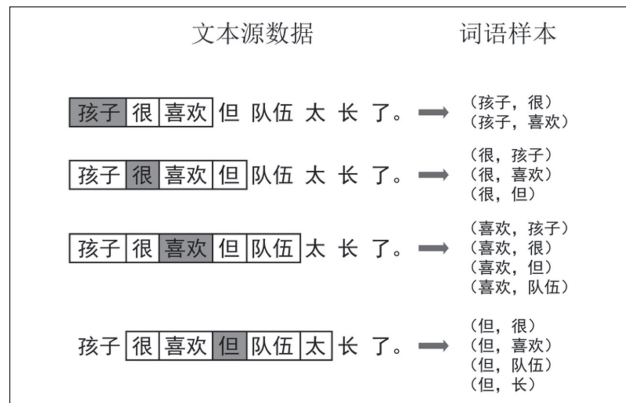 文本源数据 词语样本
孩子 很 喜欢 但 队伍 太 长 了。
(孩子，很)
(孩子，喜欢)
孩子 很 喜欢 但 队伍 太 长 了。
(很，孩子)
(很，喜欢)
(很，但)
孩子 很 喜欢 但 队伍 太 长 了。
(喜欢，孩子)
(喜欢，很)
(喜欢，但)
(喜欢，队伍)
孩子 很 喜欢 但 队伍 太 长 了。
(但，很)
(但，喜欢)
(但，队伍)
(但，长)